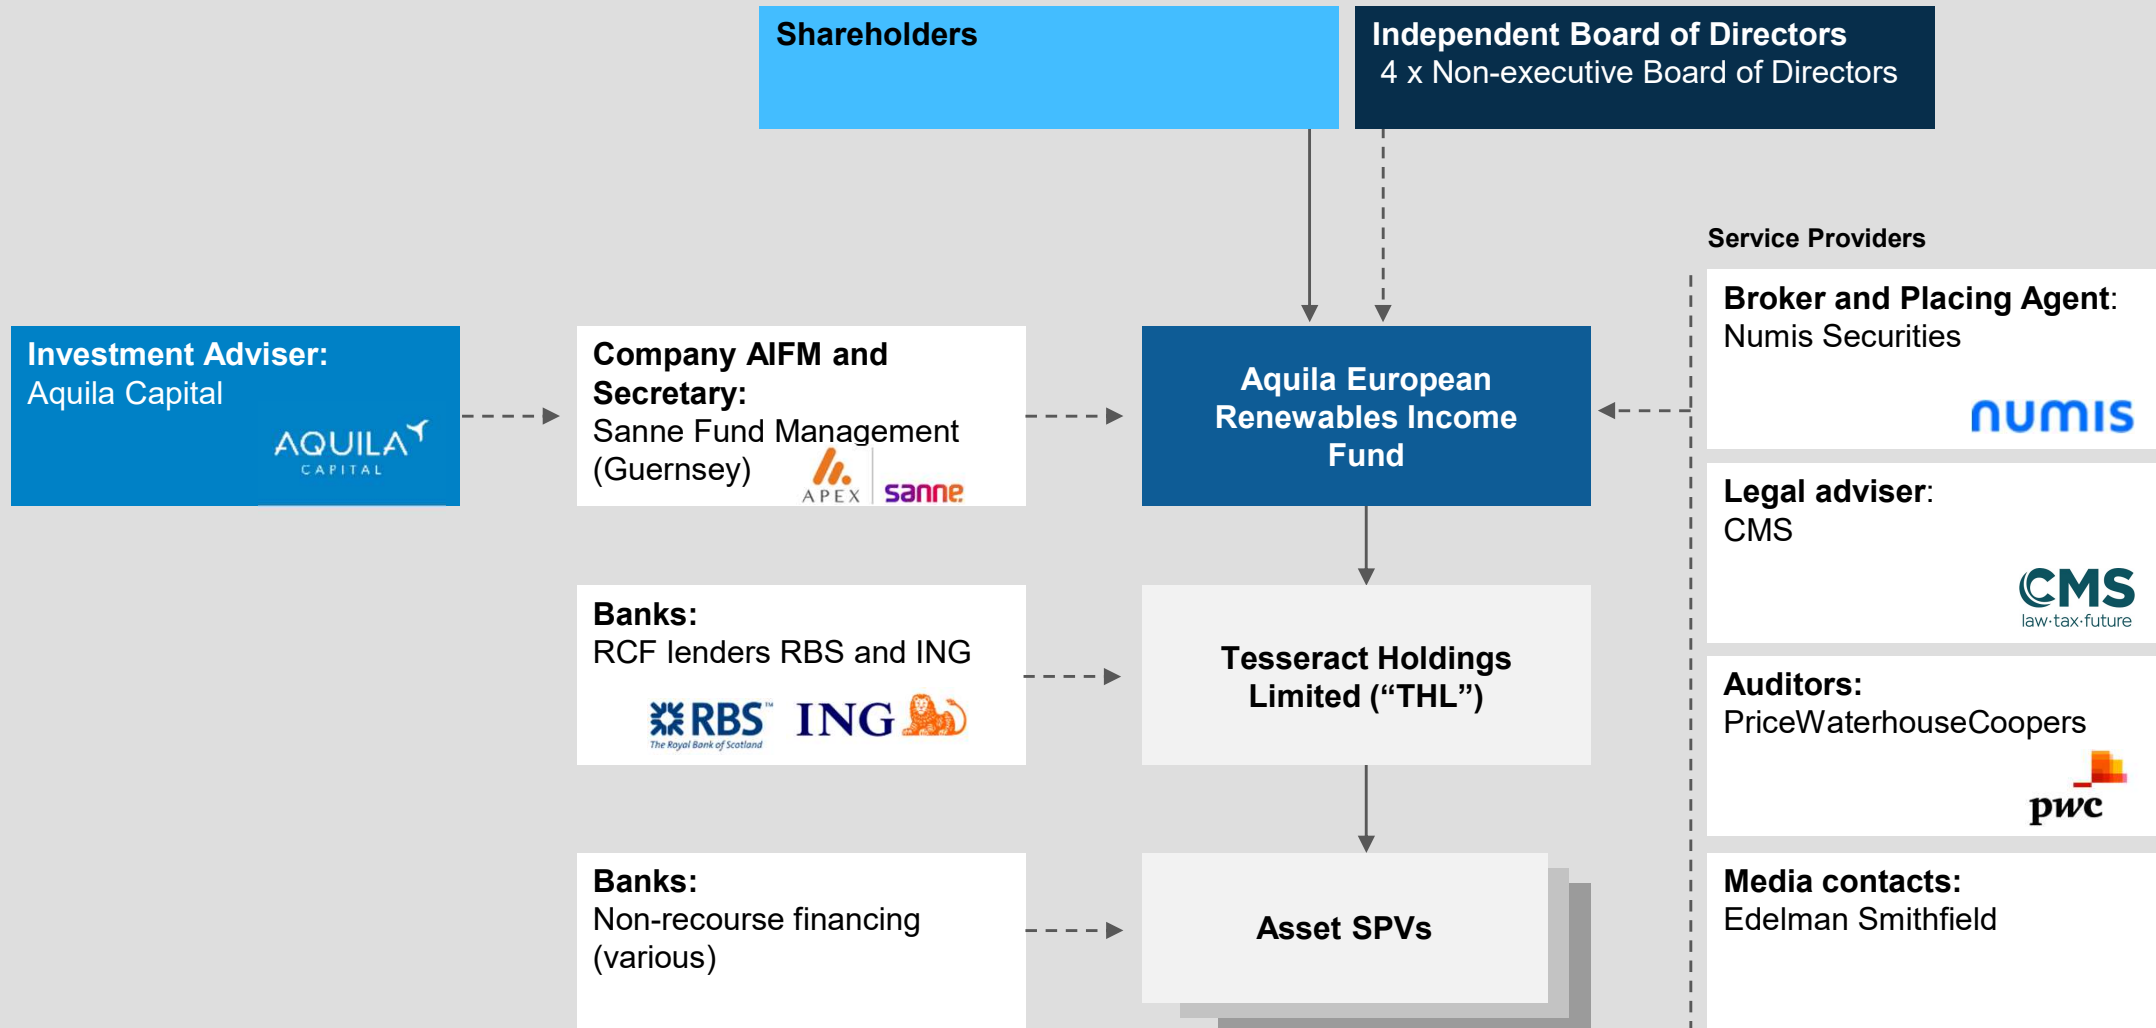 Shareholders
Independent Board of Directors
4 x Non-executive Board of Directors
Service Providers
Investment Adviser:
Aquila Capital
AQUILA
CAPITAL
Company AIFM and
Secretary:
Sanne Fund Management
(Guernsey)
APEX
sanne
Aquila European
Renewables Income
Fund
Broker and Placing Agent:
Numis Securities
numis
Legal adviser:
CMS
CMS
law·tax·future
Banks:
RCF lenders RBS and ING
RBS™
The Royal Bank of Scotland
ING
Tesseract Holdings
Limited (“THL”)
Auditors:
PriceWaterhouseCoopers
pwc
Banks:
Non-recourse financing
(various)
Asset SPVs
Media contacts:
Edelman Smithfield